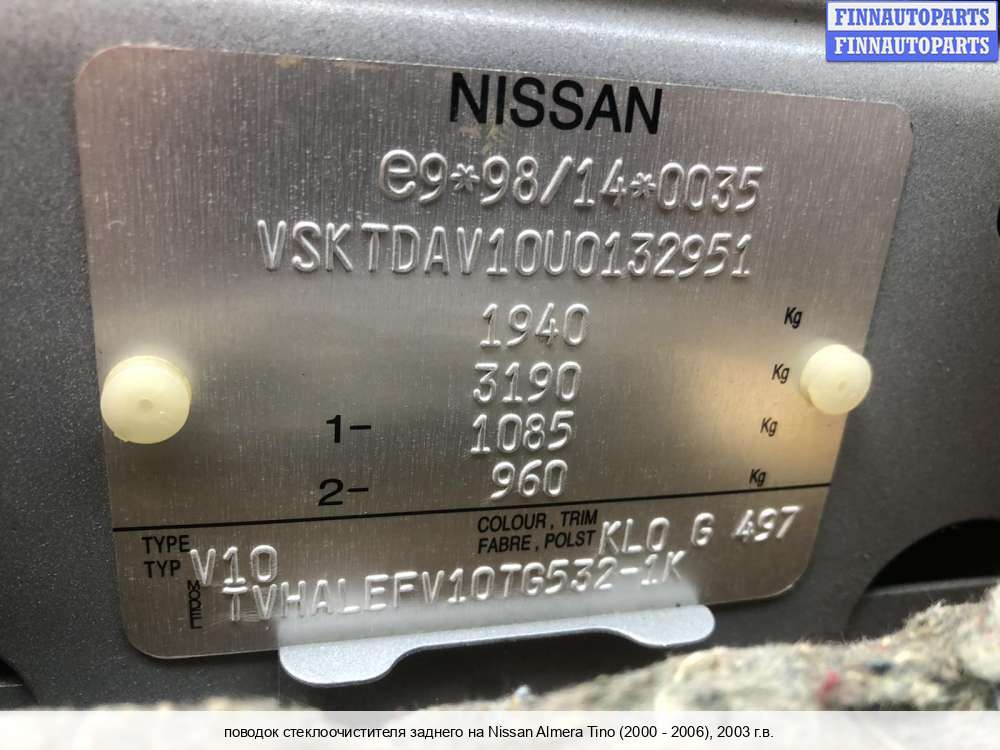 FINNAUTOPARTS
FINNAUTOPARTS
NISSAN
e9*98/14*0035
VSKTDAV10U0132951
1940 Kg
3190 Kg
1- 1085 Kg
2- 960 Kg
TYPE
TYP V10
COLOUR, TRIM
FABRE, POLST KL0 G 497
MODEL TVHALEFV10TG532-1K
поводок стеклоочистителя заднего на Nissan Almera Tino (2000 - 2006), 2003 г.в.